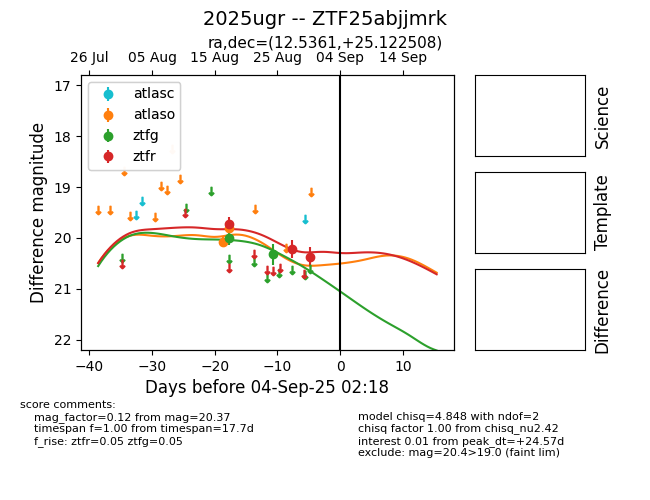 2025ugr -- ZTF25abjjmrk
ra,dec=(12.5361,+25.122508)
26 Jul 05 Aug 15 Aug 25 Aug 04 Sep 14 Sep
17
18
19
20
21
22
Difference magnitude
atlasc
atlaso
ztfg
ztfr
−40 −30 −20 −10 0 10
Days before 04-Sep-25 02:18
Science
Template
Difference
score comments:
mag_factor=0.12 from mag=20.37
timespan f=1.00 from timespan=17.7d
f_rise: ztfr=0.05 ztfg=0.05
model chisq=4.848 with ndof=2
chisq factor 1.00 from chisq_nu2.42
interest 0.01 from peak_dt=+24.57d
exclude: mag=20.4>19.0 (faint lim)